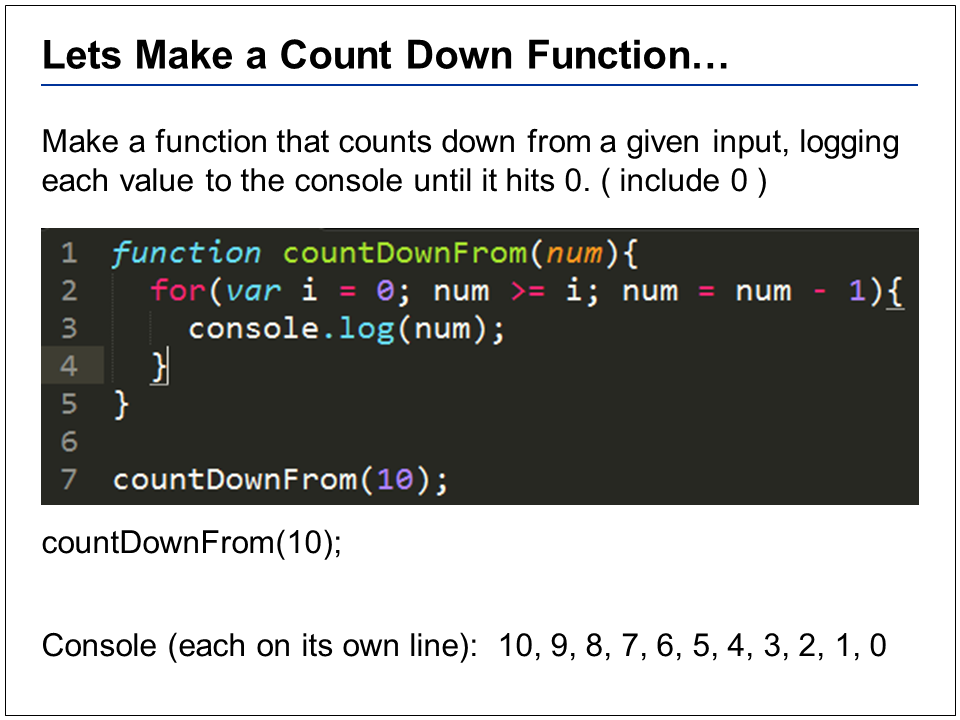 Lets Make a Count Down Function…
Make a function that counts down from a given input, logging
each value to the console until it hits 0. ( include 0 )
1 function countDownFrom(num){
2 for(var i = 0; num >= i; num = num - 1){
3 console.log(num);
4 }
5 }
6
7 countDownFrom(10);
countDownFrom(10);
Console (each on its own line): 10, 9, 8, 7, 6, 5, 4, 3, 2, 1, 0